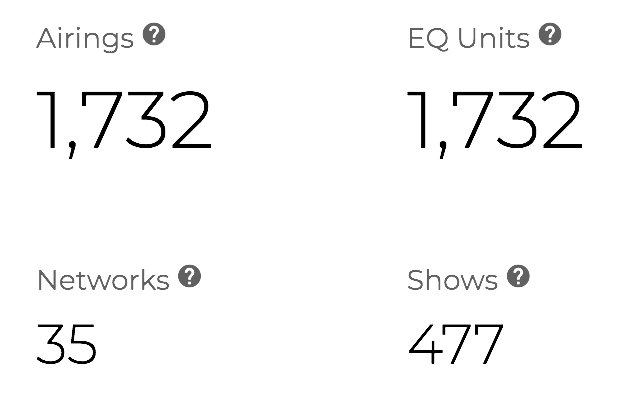 Airings ?
EQ Units ?
1,732
1,732
Networks ?
Shows ?
35
477